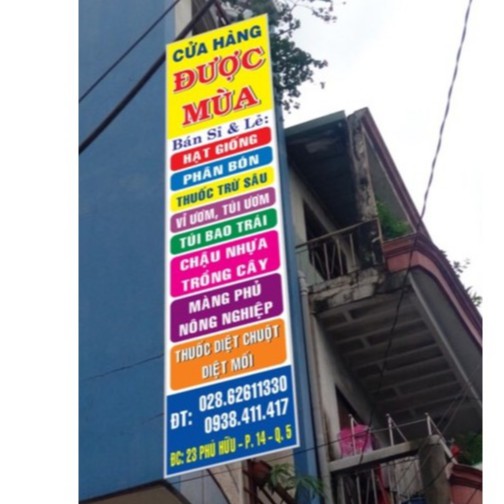 CỬA HÀNG
ĐƯỢC
MÙA
Bán Sỉ & Lẻ:
HẠT GIỐNG
PHÂN BÓN
THUỐC TRỪ SÂU
VỈ ƯƠM, TÚI ƯƠM
TÚI BAO TRÁI
CHẬU NHỰA
TRỒNG CÂY
MÀNG PHỦ
NÔNG NGHIỆP
THUỐC DIỆT CHUỘT
DIỆT MỐI
ĐT: 028.62611330
0938.411.417
ĐC: 23 PHÚ HỮU - P. 14 - Q. 5